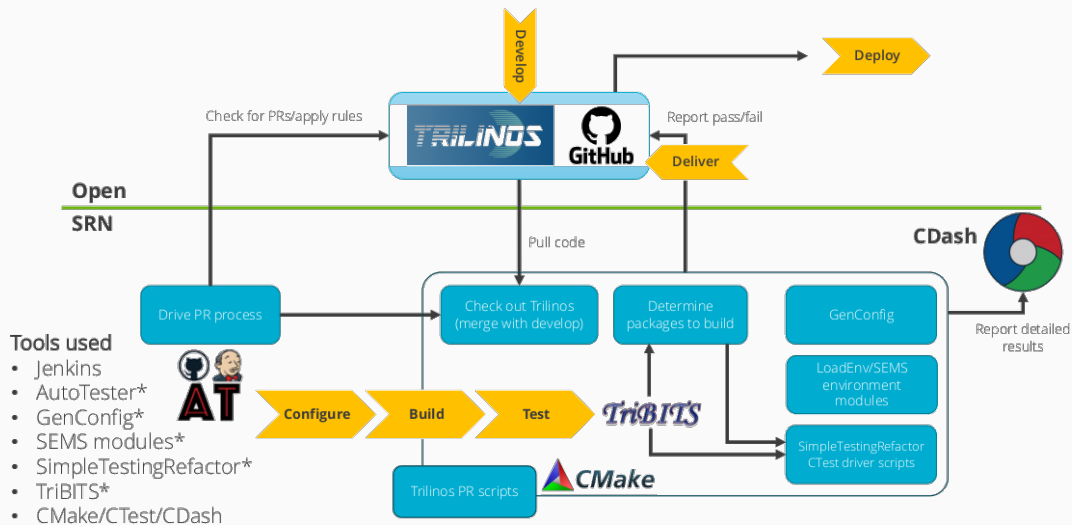 Develop
Deploy
Check for PRs/apply rules
TRILINOS
GitHub
Report pass/fail
Deliver
Open
SRN
Pull code
CDash
Drive PR process
Check out Trilinos
(merge with develop)
Determine
packages to build
GenConfig
Report detailed
results
LoadEnv/SEMS
environment
modules
Tools used
• Jenkins
• AutoTester*
• GenConfig*
• SEMS modules*
• SimpleTestingRefactor*
• TriBITS*
• CMake/CTest/CDash
AT
Configure
Build
Test
TriBITS
SimpleTestingRefactor
CTest driver scripts
Trilinos PR scripts
CMake